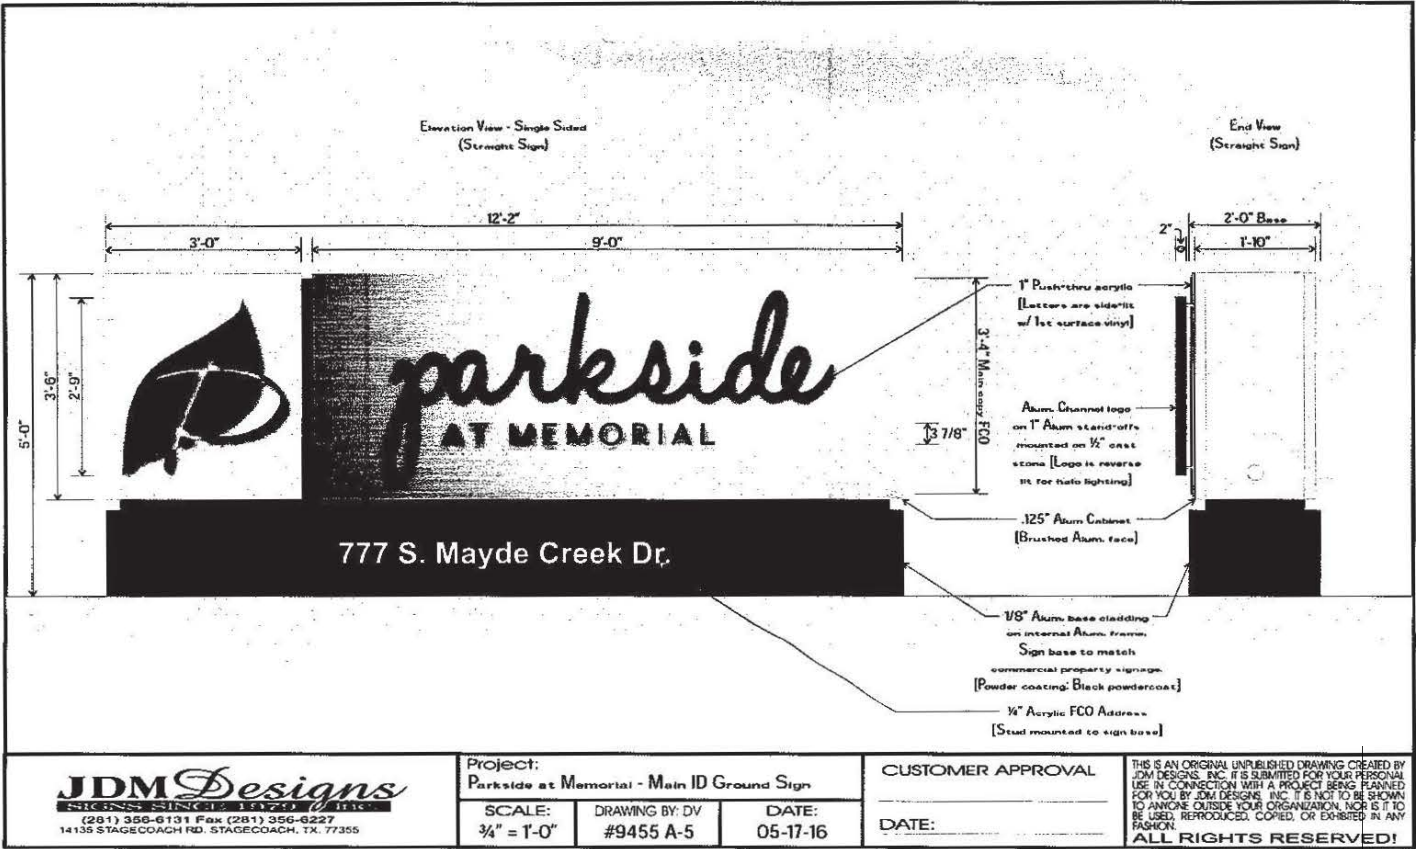 Elevation View - Single Sided
(Straight Sign)
End View
(Straight Sign)
12'-2"
3'-0"
9'-0"
2'-0" Base
2"
1'-10"
5'-0"
3'-6"
2'-9"
parkside
AT MEMORIAL
3 7/8"
3'-4" Main copy FCO
1" Push-thru acrylic
[Letters are side-lit
w/ 1st surface vinyl]
Alum. Channel logo
on 1" Alum stand-offs
mounted on ½" cast
stone [Logo is reverse
lit for halo lighting]
.125" Alum Cabinet
[Brushed Alum. face]
777 S. Mayde Creek Dr.
1/8" Alum. base cladding
on internal Alum. frame.
Sign base to match
commercial property signage.
[Powder coating: Black powdercoat]
¼" Acrylic FCO Address
[Stud mounted to sign base]
JDM Designs
SIGNS SINCE 1979 Inc.
(281) 356-6131 Fax (281) 356-6227
14135 STAGECOACH RD. STAGECOACH, TX. 77355
Project:
Parkside at Memorial - Main ID Ground Sign
SCALE:
¾" = 1'-0"
DRAWING BY: DV
#9455 A-5
DATE:
05-17-16
CUSTOMER APPROVAL
DATE:
THIS IS AN ORIGINAL UNPUBLISHED DRAWING CREATED BY
JDM DESIGNS, INC. IT IS SUBMITTED FOR YOUR PERSONAL
USE IN CONNECTION WITH A PROJECT BEING PLANNED
FOR YOU BY JDM DESIGNS, INC. IT IS NOT TO BE SHOWN
TO ANYONE OUTSIDE YOUR ORGANIZATION, NOR IS IT TO
BE USED, REPRODUCED, COPIED, OR EXHIBITED IN ANY
FASHION.
ALL RIGHTS RESERVED!